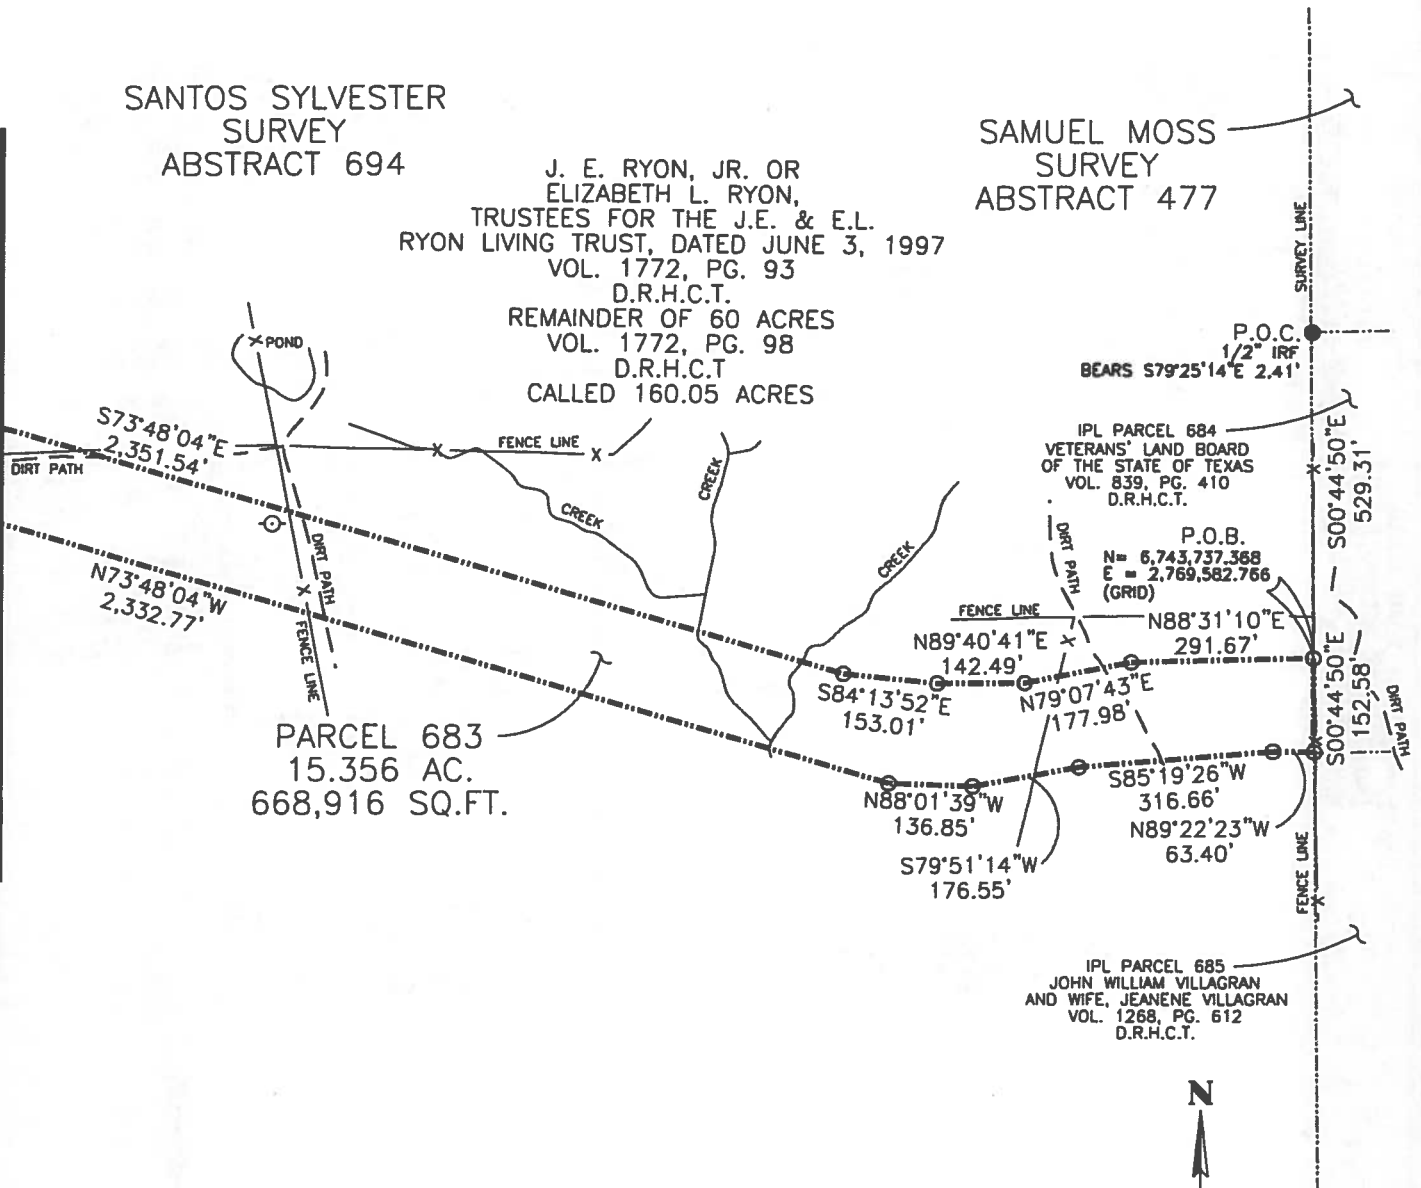 SANTOS SYLVESTER
SURVEY
ABSTRACT 694
SAMUEL MOSS
SURVEY
ABSTRACT 477
J. E. RYON, JR. OR
ELIZABETH L. RYON,
TRUSTEES FOR THE J.E. & E.L.
RYON LIVING TRUST, DATED JUNE 3, 1997
VOL. 1772, PG. 93
D.R.H.C.T.
REMAINDER OF 60 ACRES
VOL. 1772, PG. 98
D.R.H.C.T
CALLED 160.05 ACRES
SURVEY LINE
P.O.C.
1/2" IRF
BEARS S79°25'14"E 2.41'
POND
S73°48'04"E
2,351.54'
DIRT PATH
FENCE LINE
CREEK
CREEK
CREEK
IPL PARCEL 684
VETERANS' LAND BOARD
OF THE STATE OF TEXAS
VOL. 839, PG. 410
D.R.H.C.T.
S00°44'50"E
529.31'
P.O.B.
N= 6,743,737.368
E = 2,769,582.766
(GRID)
DIRT PATH
N73°48'04"W
2,332.77'
DIRT PATH
FENCE LINE
FENCE LINE
N88°31'10"E
291.67'
N89°40'41"E
142.49'
S84°13'52"E
153.01'
N79°07'43"E
177.98'
S00°44'50"E
152.58'
DIRT PATH
PARCEL 683
15.356 AC.
668,916 SQ.FT.
N88°01'39"W
136.85'
S85°19'26"W
316.66'
N89°22'23"W
63.40'
S79°51'14"W
176.55'
FENCE LINE
IPL PARCEL 685
JOHN WILLIAM VILLAGRAN
AND WIFE, JEANENE VILLAGRAN
VOL. 1268, PG. 612
D.R.H.C.T.
N